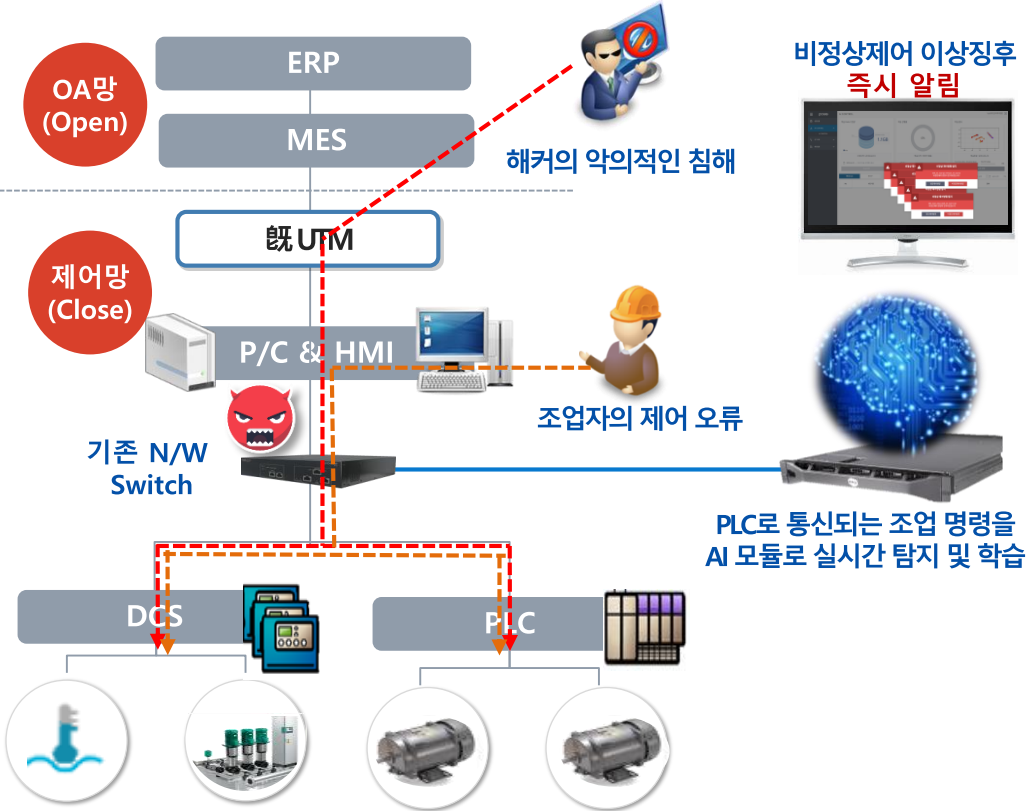 OA망
(Open)
ERP
MES
해커의 악의적인 침해
비정상제어 이상징후
즉시 알림
旣 UTM
제어망
(Close)
P/C & HMI
조업자의 제어 오류
기존 N/W
Switch
PLC로 통신되는 조업 명령을
AI 모듈로 실시간 탐지 및 학습
DCS
PLC